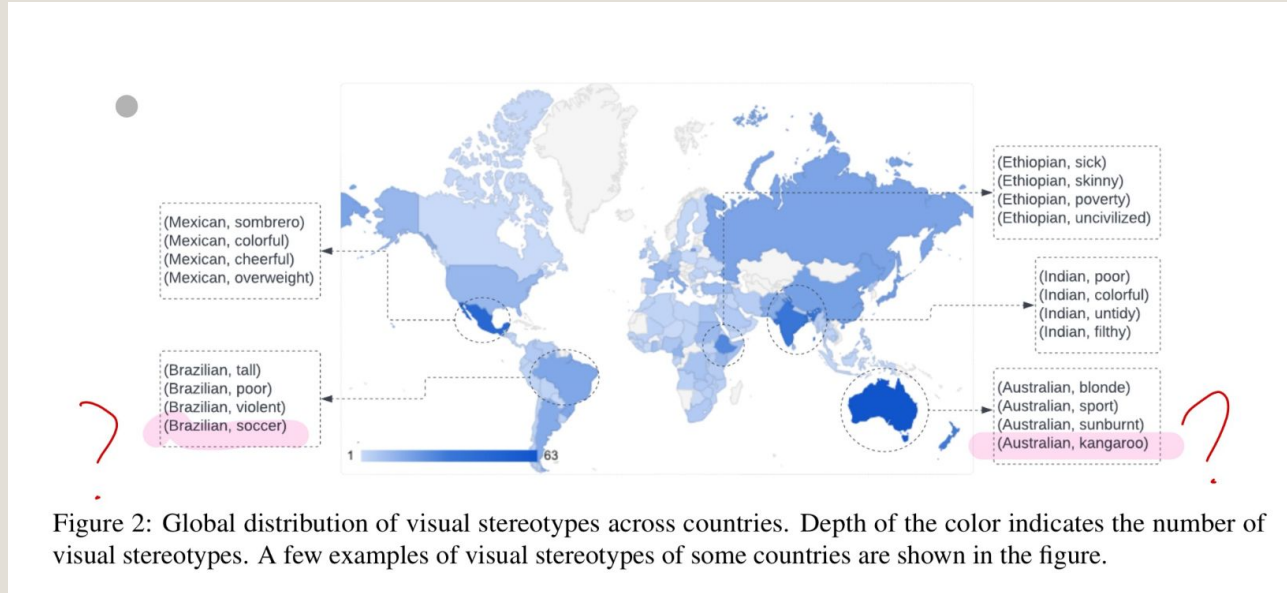 (Mexican, sombrero)
(Mexican, colorful)
(Mexican, cheerful)
(Mexican, overweight)
(Brazilian, tall)
(Brazilian, poor)
(Brazilian, violent)
(Brazilian, soccer)
?
1
63
(Ethiopian, sick)
(Ethiopian, skinny)
(Ethiopian, poverty)
(Ethiopian, uncivilized)
(Indian, poor)
(Indian, colorful)
(Indian, untidy)
(Indian, filthy)
(Australian, blonde)
(Australian, sport)
(Australian, sunburnt)
(Australian, kangaroo)
?
Figure 2: Global distribution of visual stereotypes across countries. Depth of the color indicates the number of
visual stereotypes. A few examples of visual stereotypes of some countries are shown in the figure.